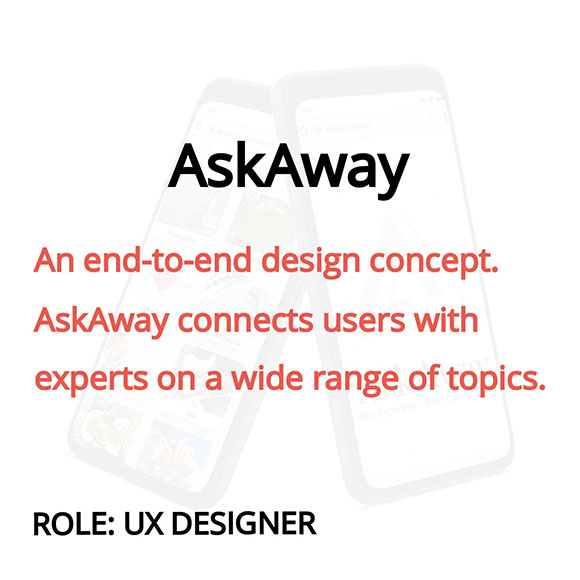 AskAway
An end-to-end design concept.
AskAway connects users with
experts on a wide range of topics.
ROLE: UX DESIGNER